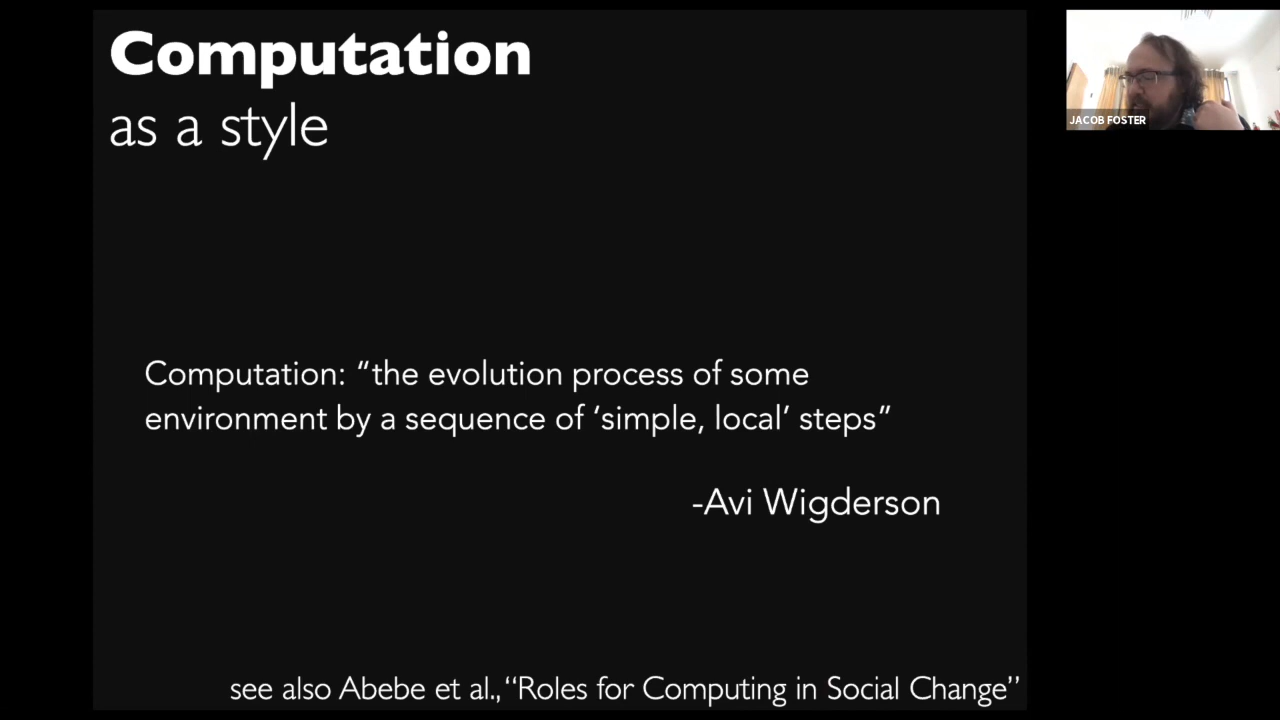 Computation
as a style
JACOB FOSTER
Computation: “the evolution process of some
environment by a sequence of ‘simple, local’ steps”
-Avi Wigderson
see also Abebe et al., “Roles for Computing in Social Change”